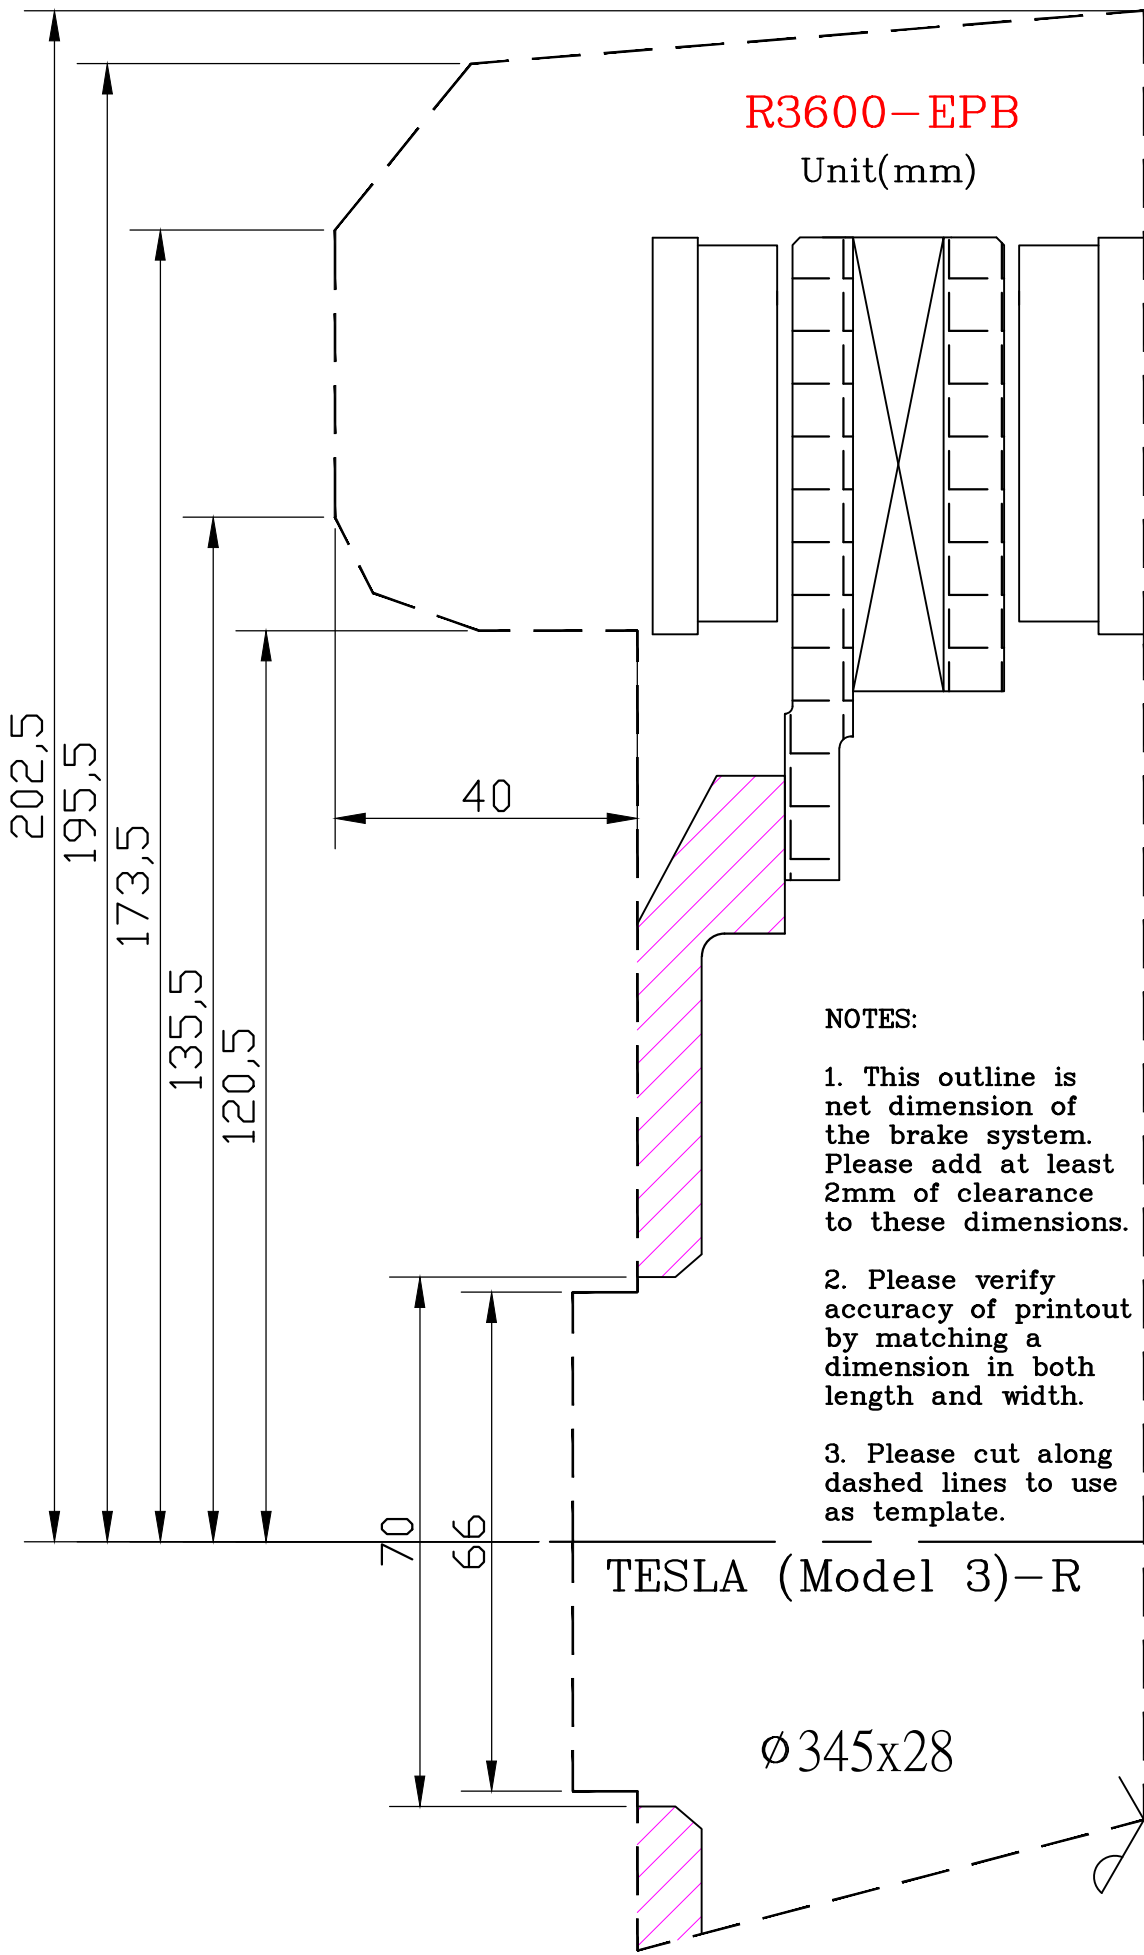 R3600-EPB
Unit(mm)
202,5
195,5
173,5
135,5
120,5
40
NOTES:
1. This outline is
net dimension of
the brake system.
Please add at least
2mm of clearance
to these dimensions.
2. Please verify
accuracy of printout
by matching a
dimension in both
length and width.
3. Please cut along
dashed lines to use
as template.
70
66
TESLA (Model 3)-R
Ø345x28